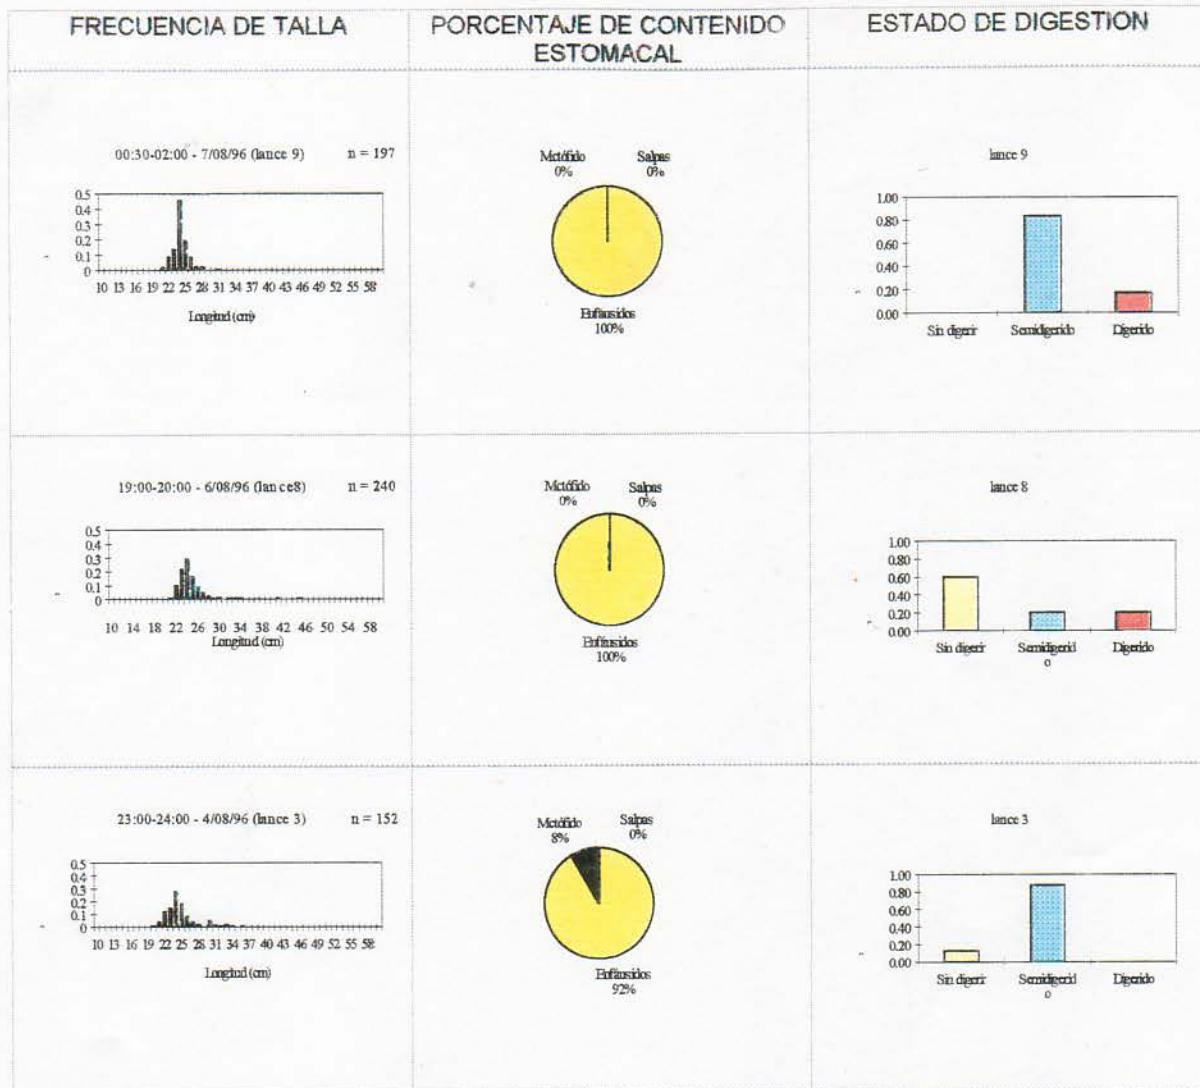 FRECUENCIA DE TALLA
PORCENTAJE DE CONTENIDO
ESTOMACAL
ESTADO DE DIGESTION
00:30-02:00 - 7/08/96 (lance 9) n = 197
0.5
0.4
0.3
0.2
0.1
0
10 13 16 19 22 25 28 31 34 37 40 43 46 49 52 55 58
Longitud (cm)
Mictófido
0%
Salpas
0%
Eufáusidos
100%
lance 9
1.00
0.80
0.60
0.40
0.20
0.00
Sin digerir Semidigerido Digerido
19:00-20:00 - 6/08/96 (lance8) n = 240
0.5
0.4
0.3
0.2
0.1
0
10 14 18 22 26 30 34 38 42 46 50 54 58
Longitud (cm)
Mictófido
0%
Salpas
0%
Eufáusidos
100%
lance 8
1.00
0.80
0.60
0.40
0.20
0.00
Sin digerir Semidigerid Digerido
o
23:00-24:00 - 4/08/96 (lance 3) n = 152
0.5
0.4
0.3
0.2
0.1
0
10 13 16 19 22 25 28 31 34 37 40 43 46 49 52 55 58
Longitud (cm)
Mictófido
8%
Salpas
0%
Eufáusidos
92%
lance 3
1.00
0.80
0.60
0.40
0.20
0.00
Sin digerir Semidigerid Digerido
o